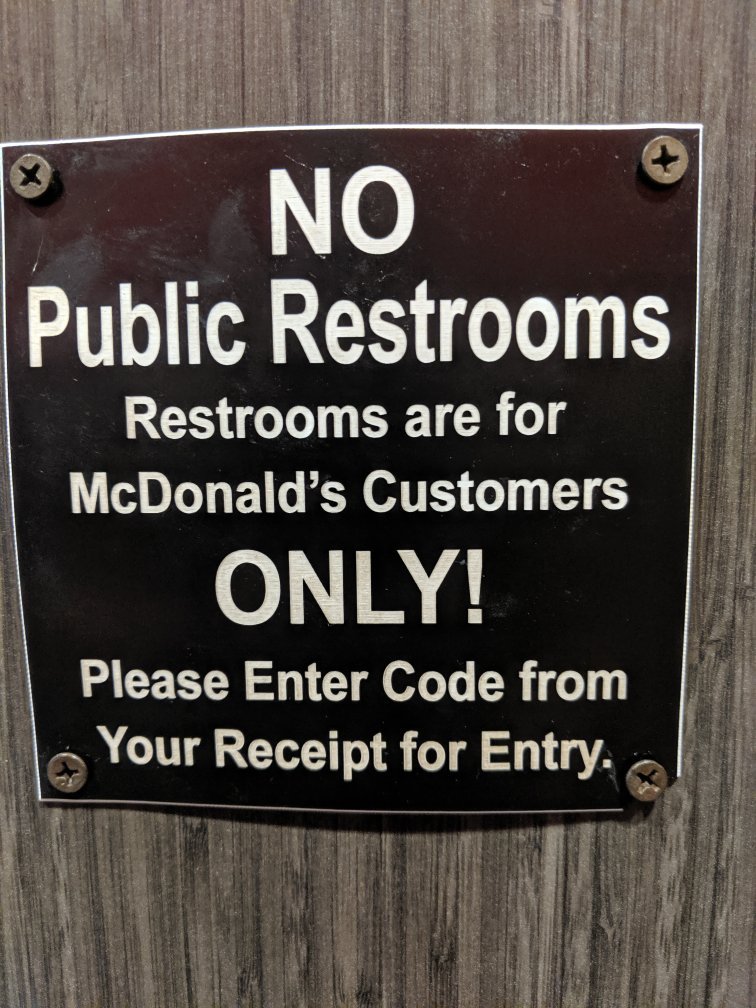 NO
Public Restrooms
Restrooms are for
McDonald's Customers
ONLY!
Please Enter Code from
Your Receipt for Entry.